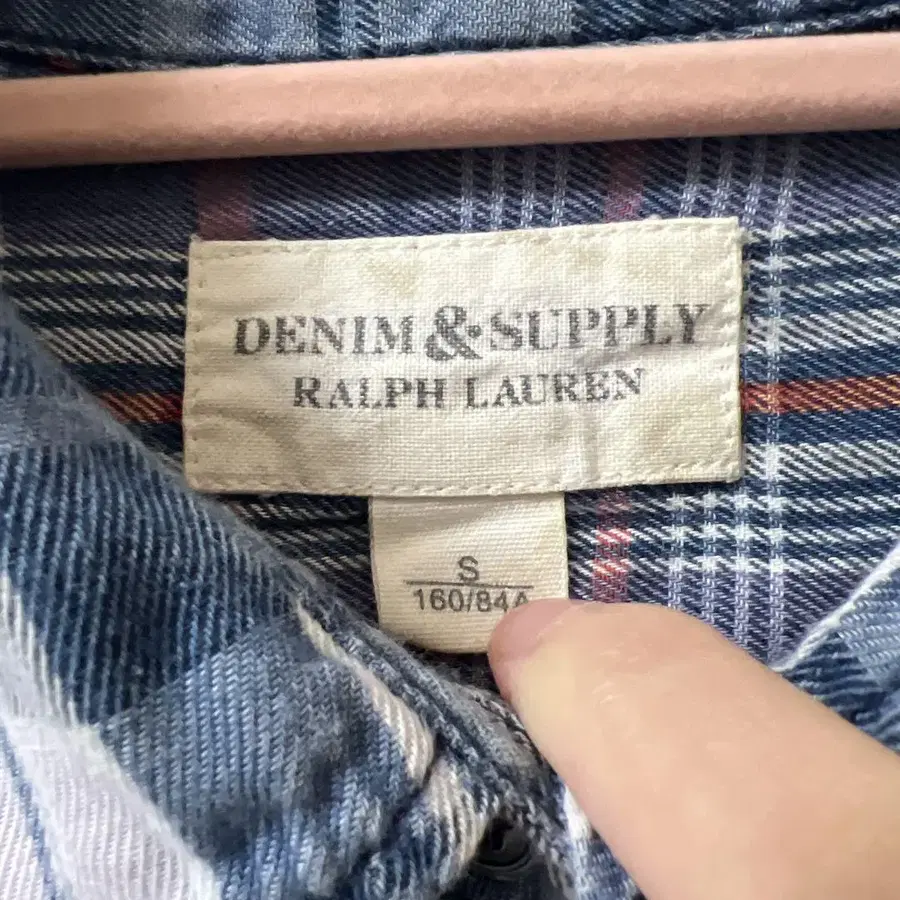 DENIM & SUPPLY
RALPH LAUREN
S
160/84A